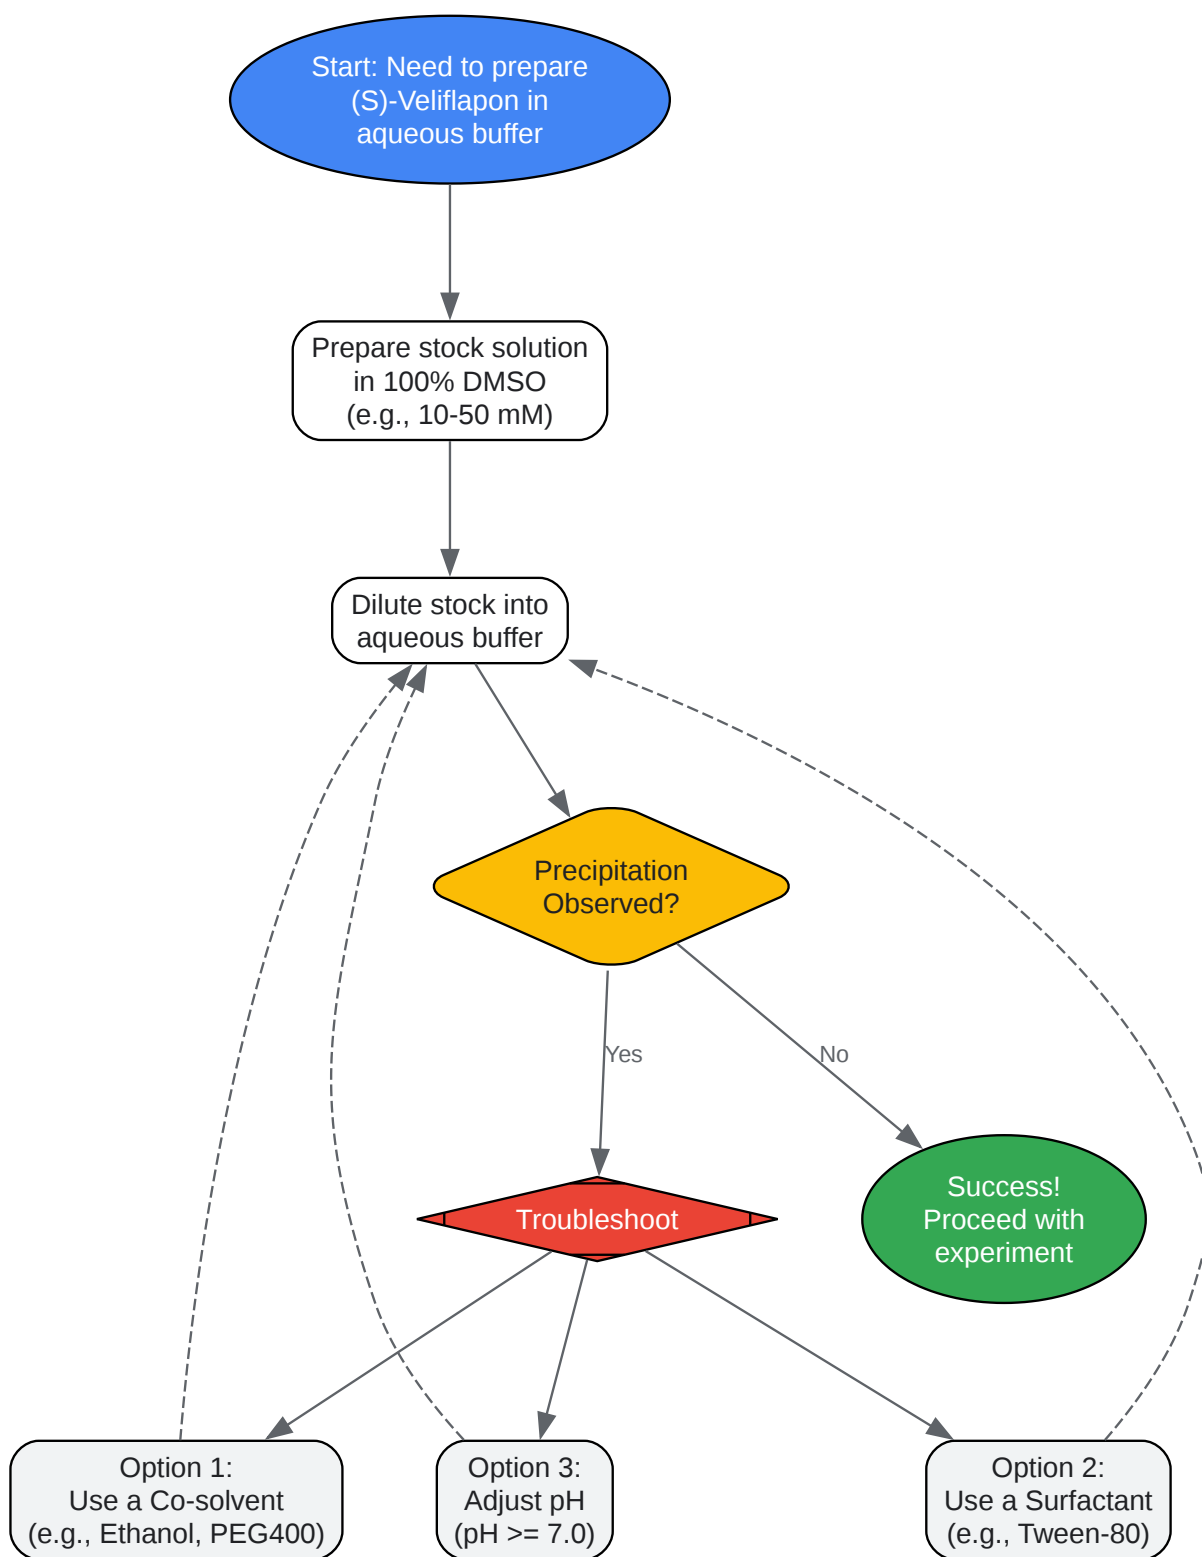 Start: Need to prepare
(S)-Veliflapon in
aqueous buffer
Prepare stock solution
in 100% DMSO
(e.g., 10-50 mM)
Dilute stock into
aqueous buffer
Precipitation
Observed?
Yes
No
Troubleshoot
Success!
Proceed with
experiment
Option 1:
Use a Co-solvent
(e.g., Ethanol, PEG400)
Option 3:
Adjust pH
(pH >= 7.0)
Option 2:
Use a Surfactant
(e.g., Tween-80)